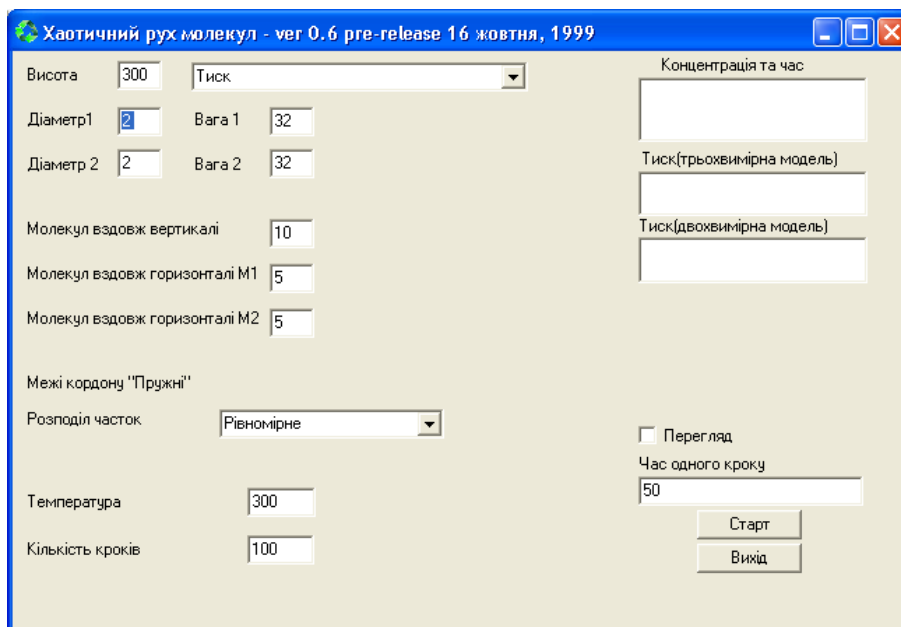 Хаотичний рух молекул - ver 0.6 pre-release 16 жовтня, 1999
Висота 300 Тиск
Концентрація та час
Діаметр1 2 Вага 1 32
Діаметр 2 2 Вага 2 32
Тиск(трьохвимірна модель)
Молекул вздовж вертикалі 10
Тиск(двохвимірна модель)
Молекул вздовж горизонталі М1 5
Молекул вздовж горизонталі М2 5
Межі кордону "Пружні"
Розподіл часток Рівномірне
Перегляд
Час одного кроку
50
Температура 300
Старт
Кількість кроків 100
Вихід